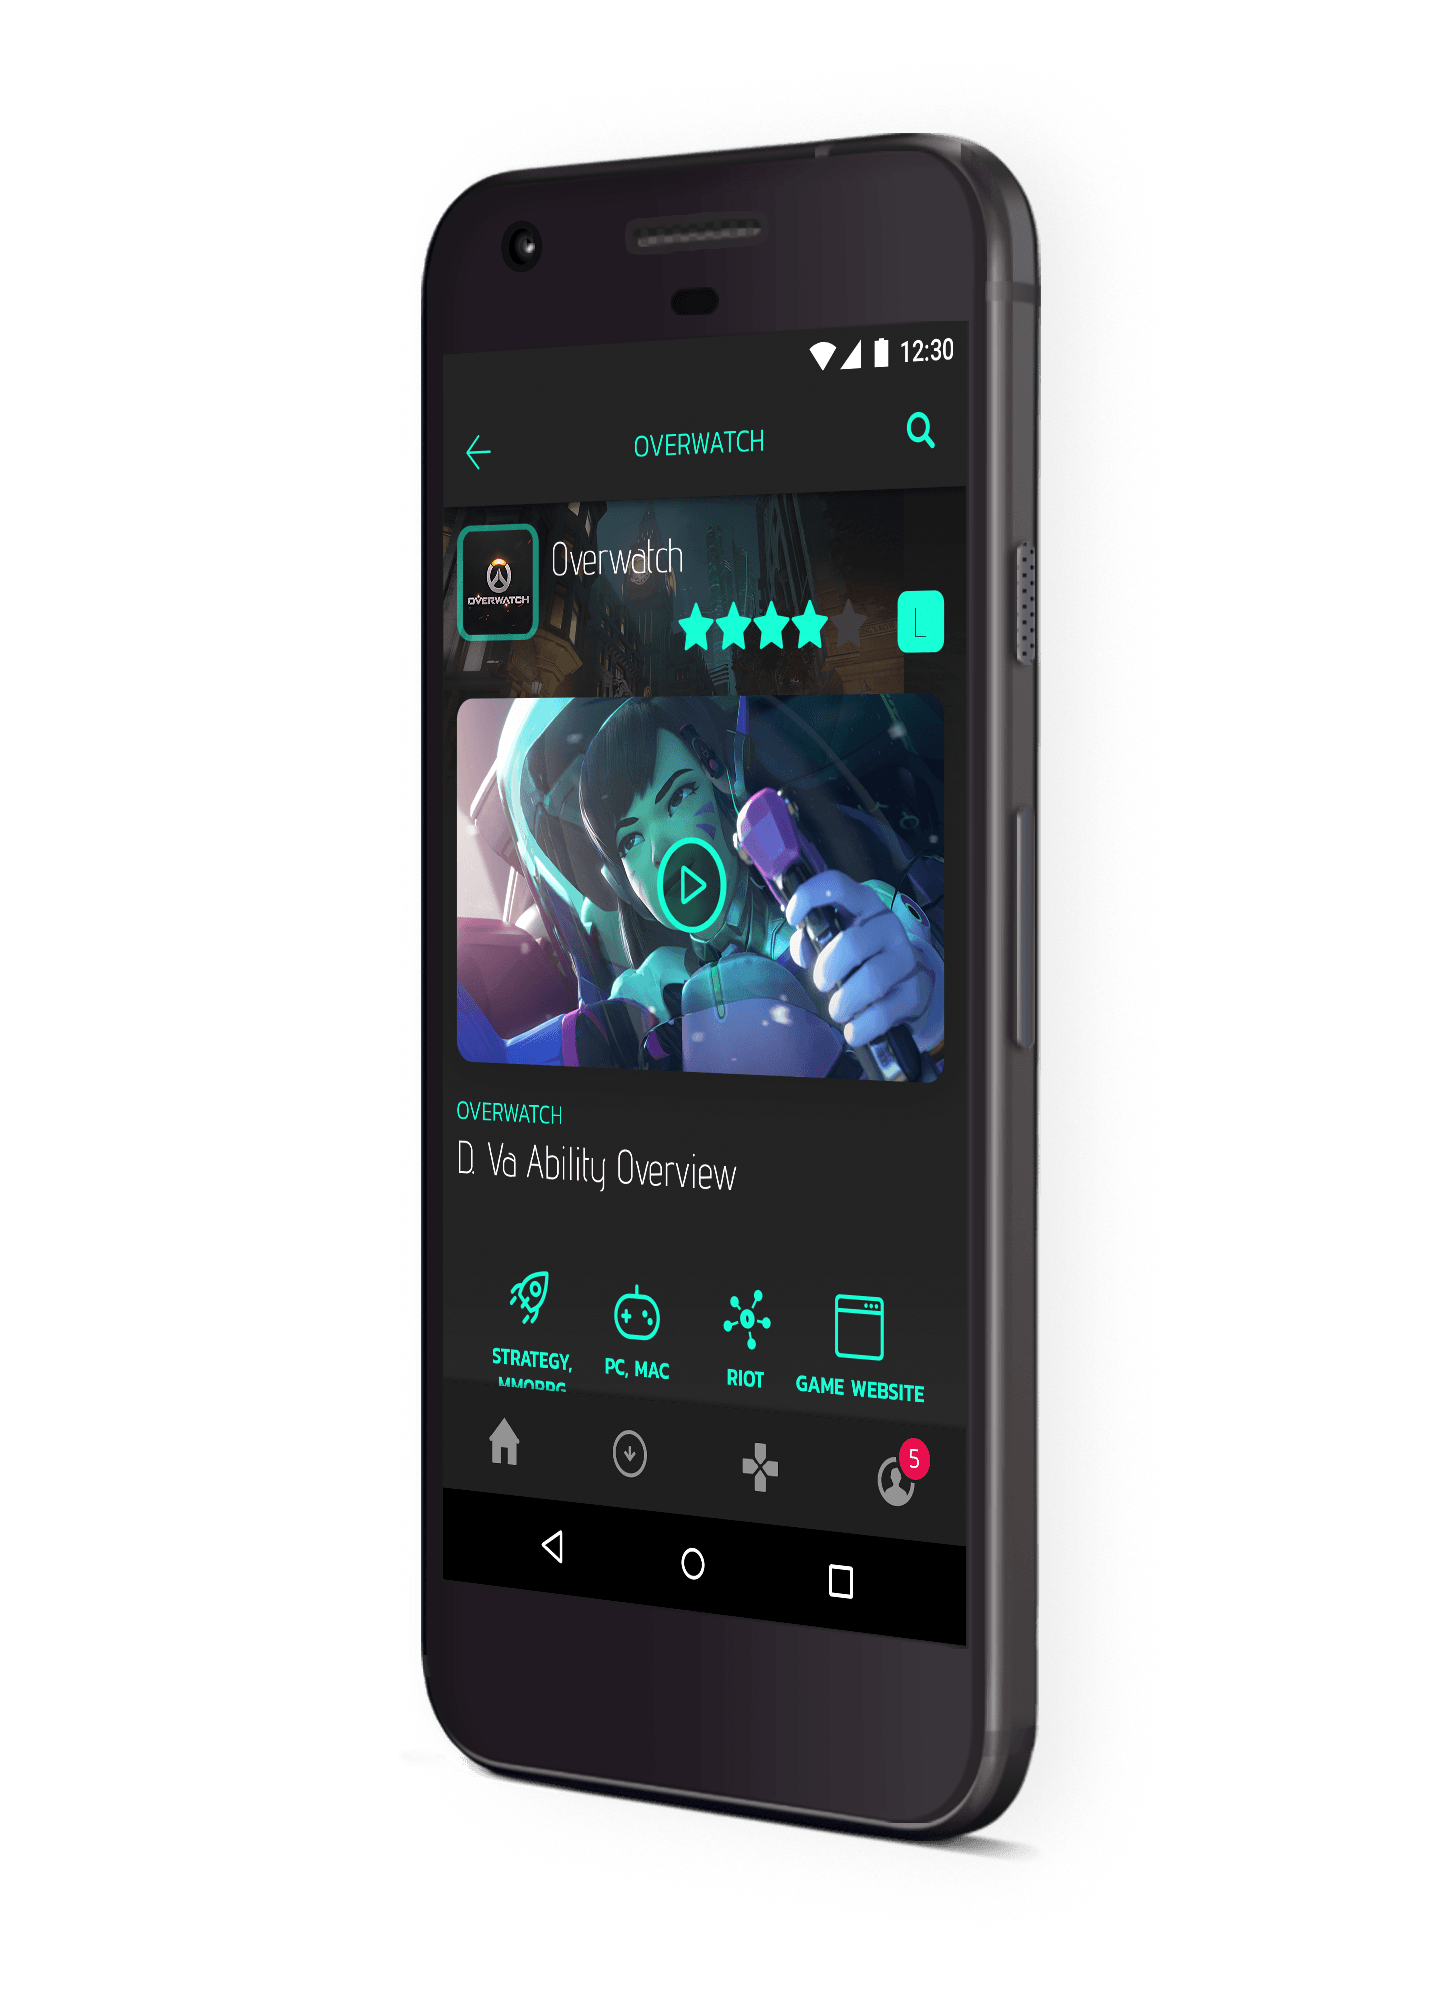 12:30
OVERWATCH
OVERWATCH
Overwatch
L
OVERWATCH
D. Va Ability Overview
STRATEGY,
MMORPG
PC, MAC
RIOT
GAME WEBSITE
5